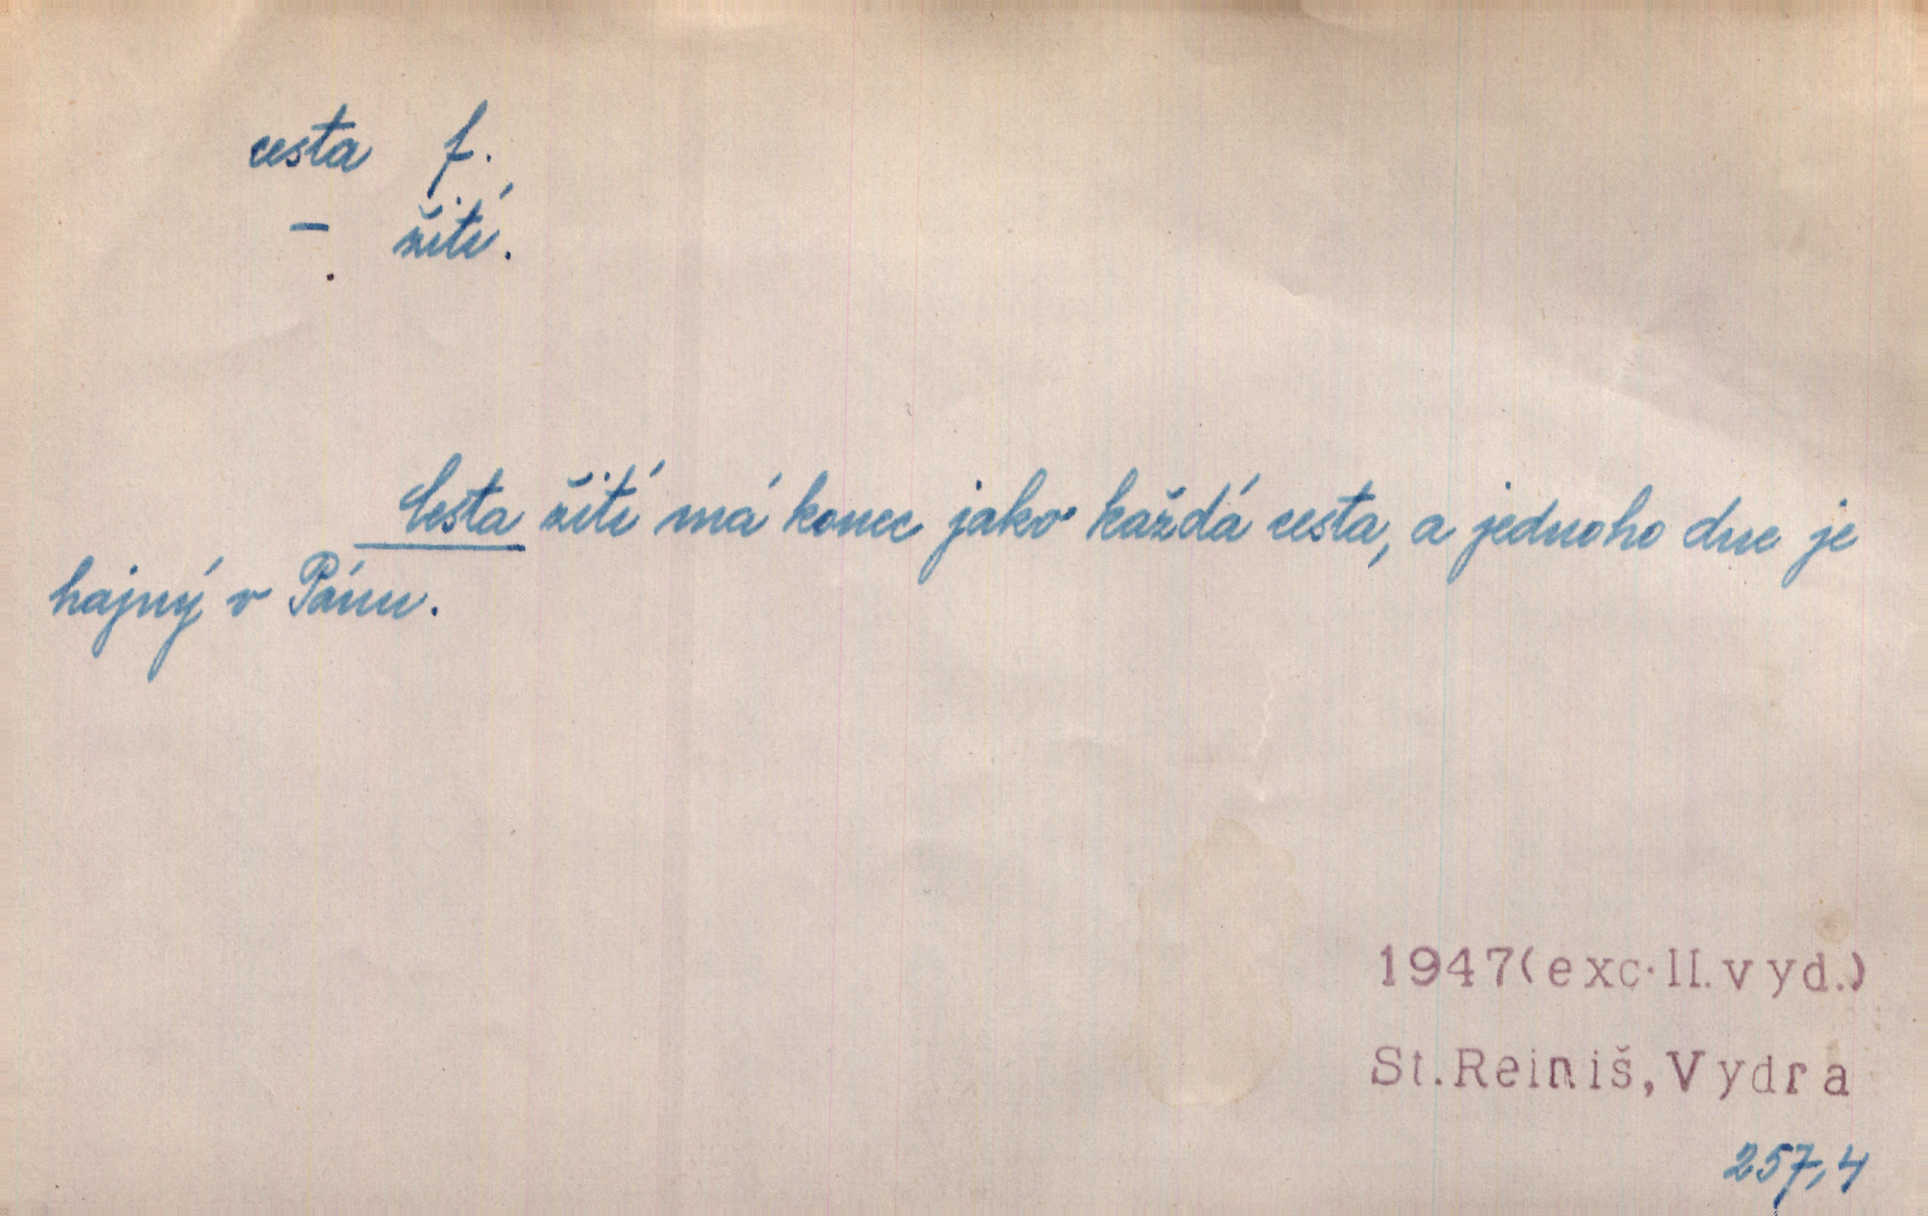 cesta f.
– žití.
Cesta žití má konec jako každá cesta, a jednoho dne je
hajný v Pánu.
1947(exc.II.vyd.)
St.Reiniš,Vydra
257,4